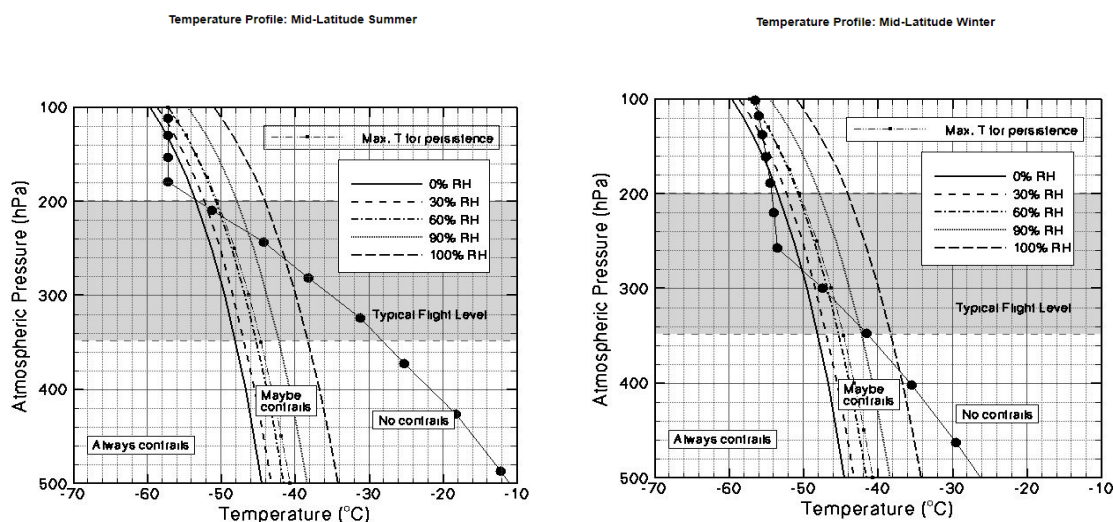 Temperature Profile: Mid-Latitude Summer
100
200
300
400
500
Atmospheric Pressure (hPa)
Max. T for persistence
0% RH
30% RH
60% RH
90% RH
100% RH
Typical Flight Level
Maybe
contrails
No contrails
Always contrails
-70 -60 -50 -40 -30 -20 -10
Temperature (°C)
Temperature Profile: Mid-Latitude Winter
100
200
300
400
500
Atmospheric Pressure (hPa)
Max. T for persistence
0% RH
30% RH
60% RH
90% RH
100% RH
Typical Flight Level
Maybe
contrails
No contrails
Always contrails
-70 -60 -50 -40 -30 -20 -10
Temperature (°C)